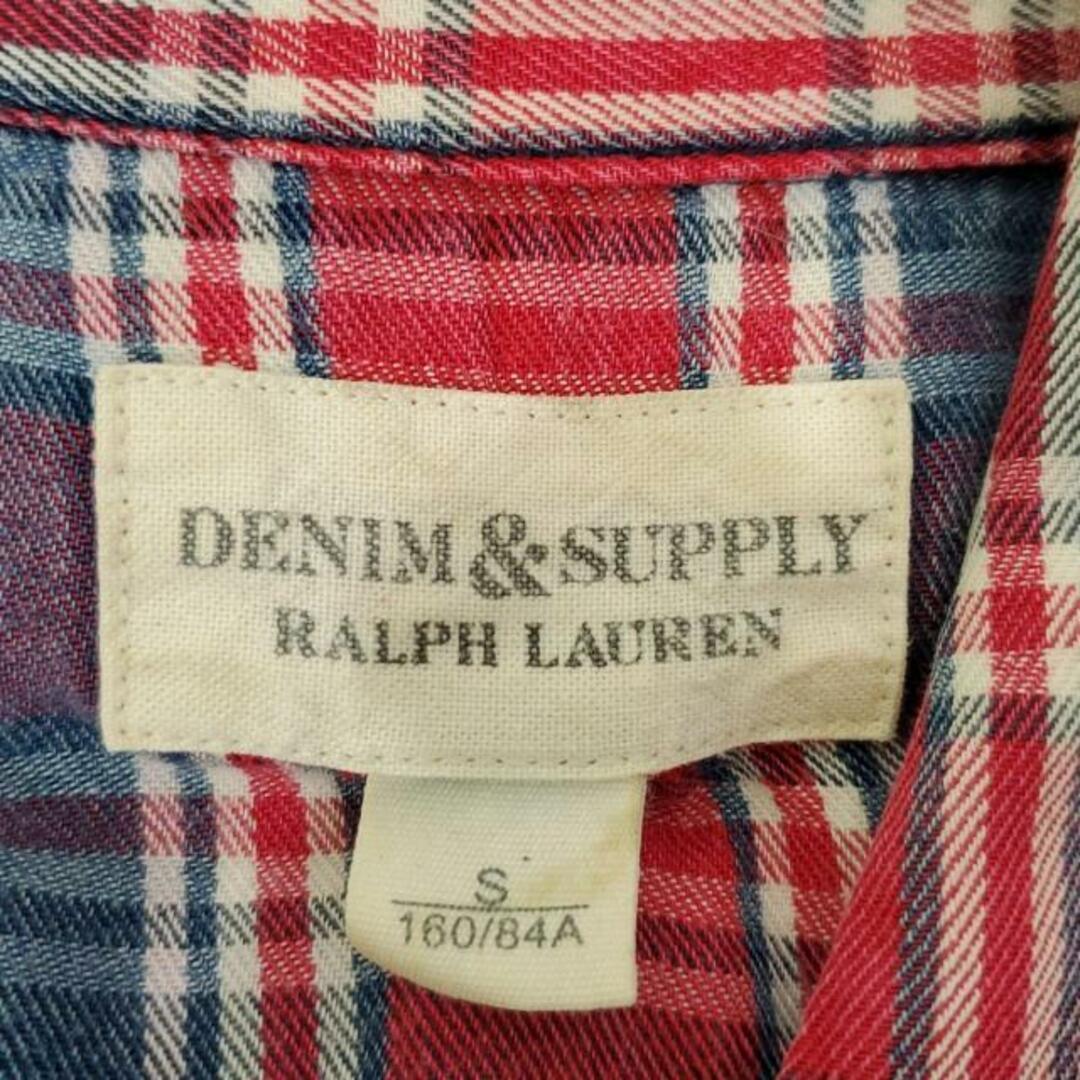 DENIM & SUPPLY
RALPH LAUREN
S
160/84A